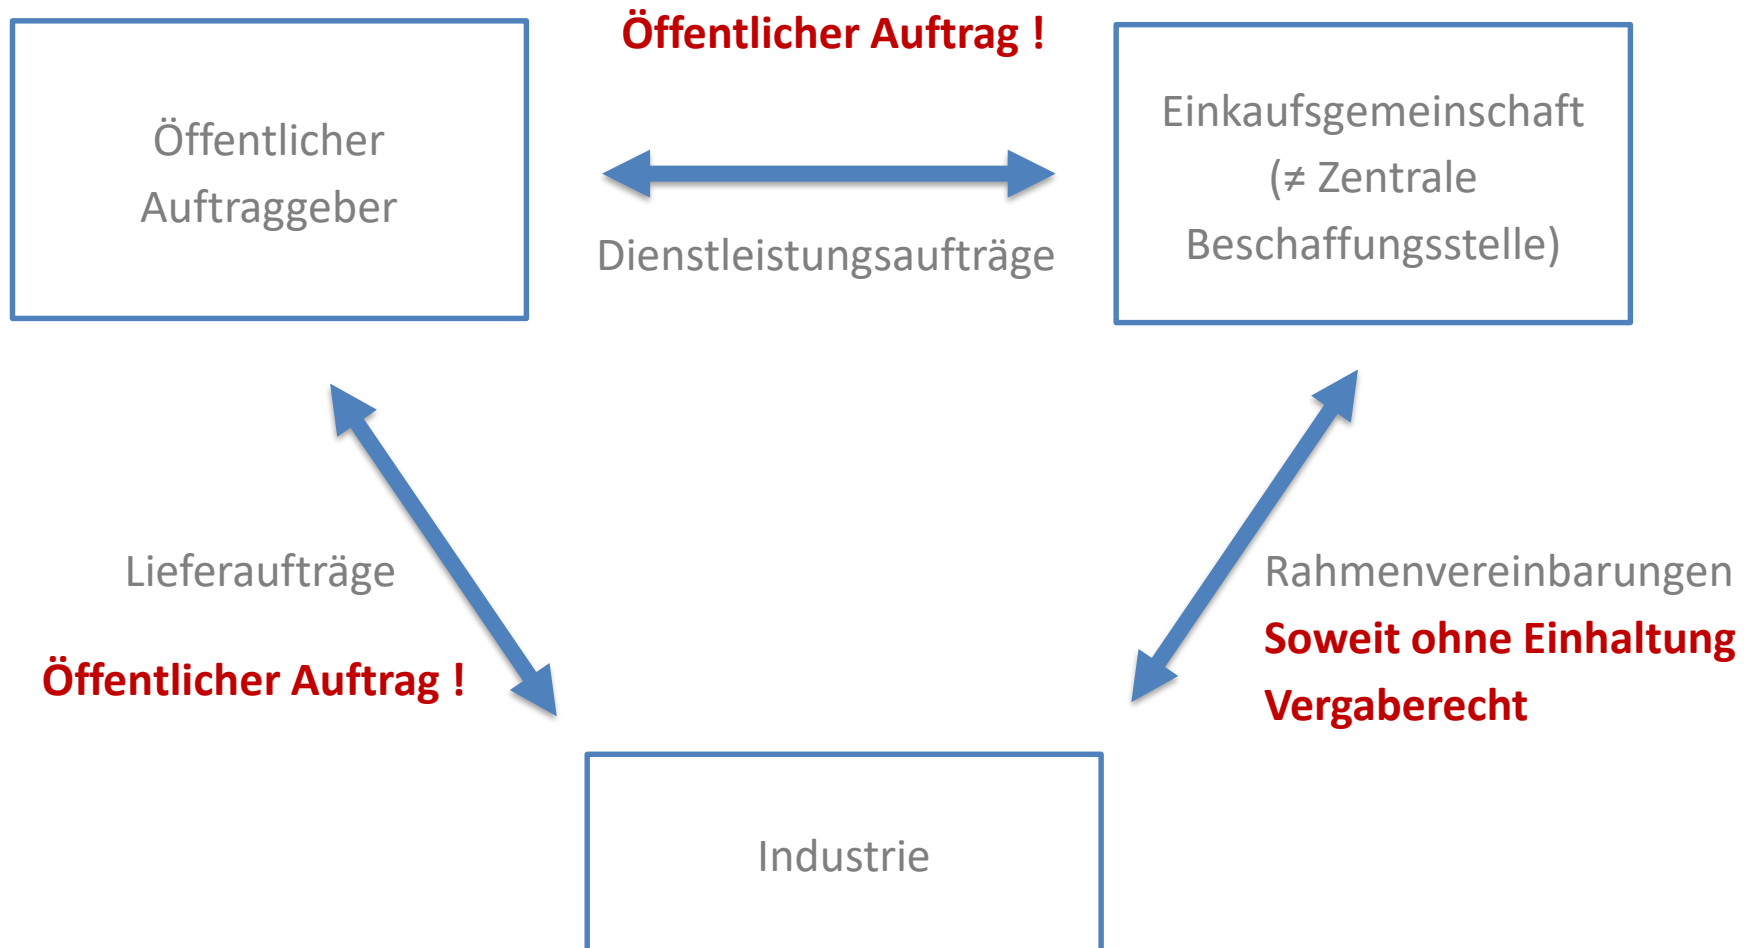 Öffentlicher Auftrag !
Öffentlicher
Auftraggeber
Einkaufsgemeinschaft
(≠ Zentrale
Beschaffungsstelle)
Dienstleistungsaufträge
Lieferaufträge
Öffentlicher Auftrag !
Rahmenvereinbarungen
Soweit ohne Einhaltung
Vergaberecht
Industrie